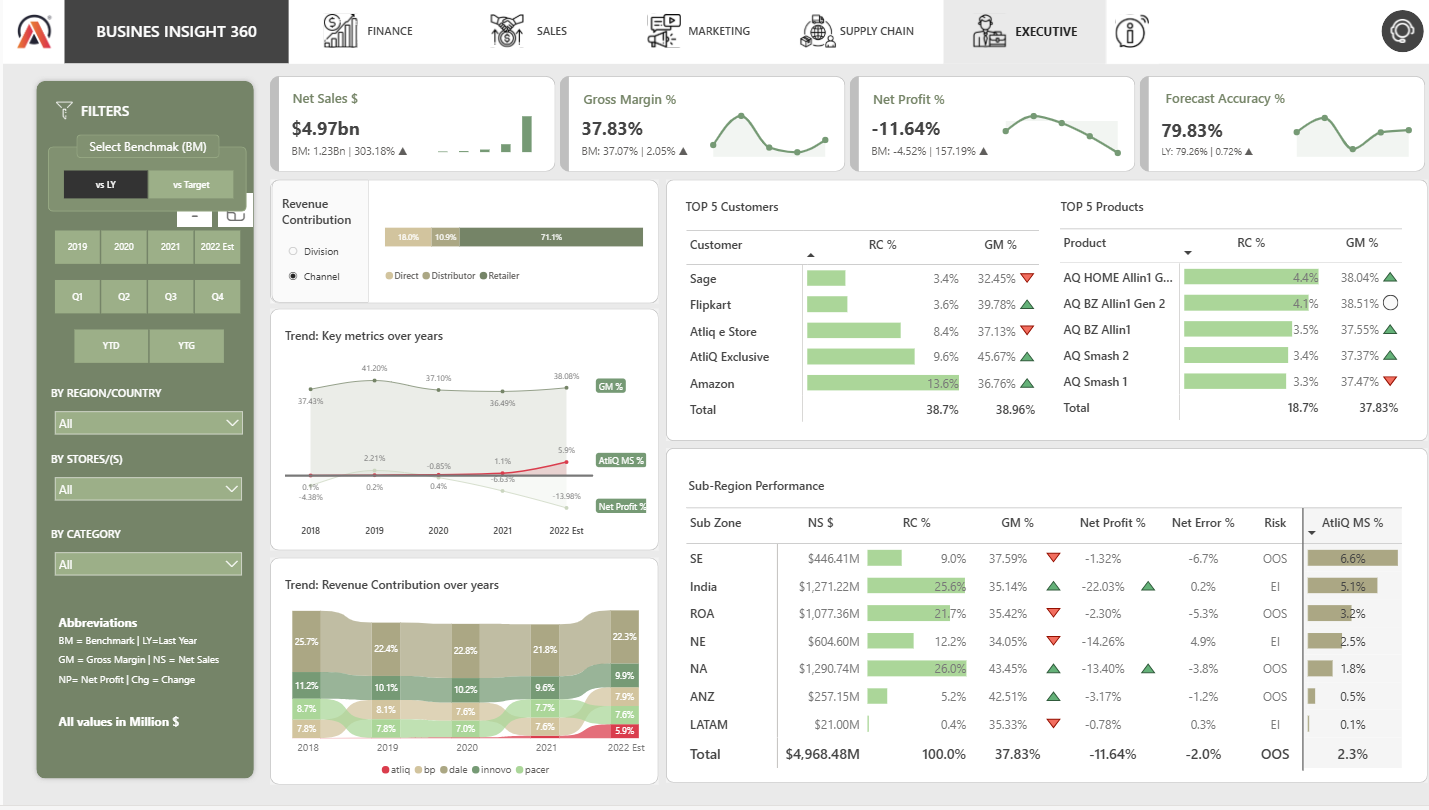 BUSINES INSIGHT 360
FINANCE
SALES
MARKETING
SUPPLY CHAIN
EXECUTIVE
FILTERS
Select Benchmak (BM)
vs LY
vs Target
2019 2020 2021 2022 Est
Q1 Q2 Q3 Q4
YTD YTG
BY REGION/COUNTRY
All
BY STORES/(S)
All
BY CATEGORY
All
Abbreviations
BM = Benchmark | LY=Last Year
GM = Gross Margin | NS = Net Sales
NP= Net Profit | Chg = Change
All values in Million $
Net Sales $
$4.97bn
BM: 1.23Bn | 303.18% ▲
Gross Margin %
37.83%
BM: 37.07% | 2.05% ▲
Net Profit %
-11.64%
BM: -4.52% | 157.19% ▲
Forecast Accuracy %
79.83%
LY: 79.26% | 0.72% ▲
Revenue
Contribution
Division
Channel
18.0% 10.9% 71.1%
Direct Distributor Retailer
Trend: Key metrics over years
37.43% 41.20% 37.10% 36.49% 38.08%
GM %
0.1% 0.2% 0.4% 1.1% 5.9%
AtliQ MS %
-4.38% 2.21% -0.85% -6.63% -13.98%
Net Profit %
2018 2019 2020 2021 2022 Est
Trend: Revenue Contribution over years
25.7% 22.4% 22.8% 21.8% 22.3%
11.2% 10.1% 10.2% 9.6% 9.9%
8.7% 8.1% 7.6% 7.7% 7.9%
7.8% 7.8% 7.0% 7.6% 7.6%
5.9%
2018 2019 2020 2021 2022 Est
atliq bp dale innovo pacer
TOP 5 Customers
Customer RC % GM %
Sage 3.4% 32.45%
Flipkart 3.6% 39.78%
Atliq e Store 8.4% 37.13%
AtliQ Exclusive 9.6% 45.67%
Amazon 13.6% 36.76%
Total 38.7% 38.96%
TOP 5 Products
Product RC % GM %
AQ HOME Allin1 G... 4.4% 38.04%
AQ BZ Allin1 Gen 2 4.1% 38.51%
AQ BZ Allin1 3.5% 37.55%
AQ Smash 2 3.4% 37.37%
AQ Smash 1 3.3% 37.47%
Total 18.7% 37.83%
Sub-Region Performance
Sub Zone NS $ RC % GM % Net Profit % Net Error % Risk AtliQ MS %
SE $446.41M 9.0% 37.59% -1.32% -6.7% OOS 6.6%
India $1,271.22M 25.6% 35.14% -22.03% 0.2% EI 5.1%
ROA $1,077.36M 21.7% 35.42% -2.30% -5.3% OOS 3.2%
NE $604.60M 12.2% 34.05% -14.26% 4.9% EI 2.5%
NA $1,290.74M 26.0% 43.45% -13.40% -3.8% OOS 1.8%
ANZ $257.15M 5.2% 42.51% -3.17% -1.2% OOS 0.5%
LATAM $21.00M 0.4% 35.33% -0.78% 0.3% EI 0.1%
Total $4,968.48M 100.0% 37.83% -11.64% -2.0% OOS 2.3%